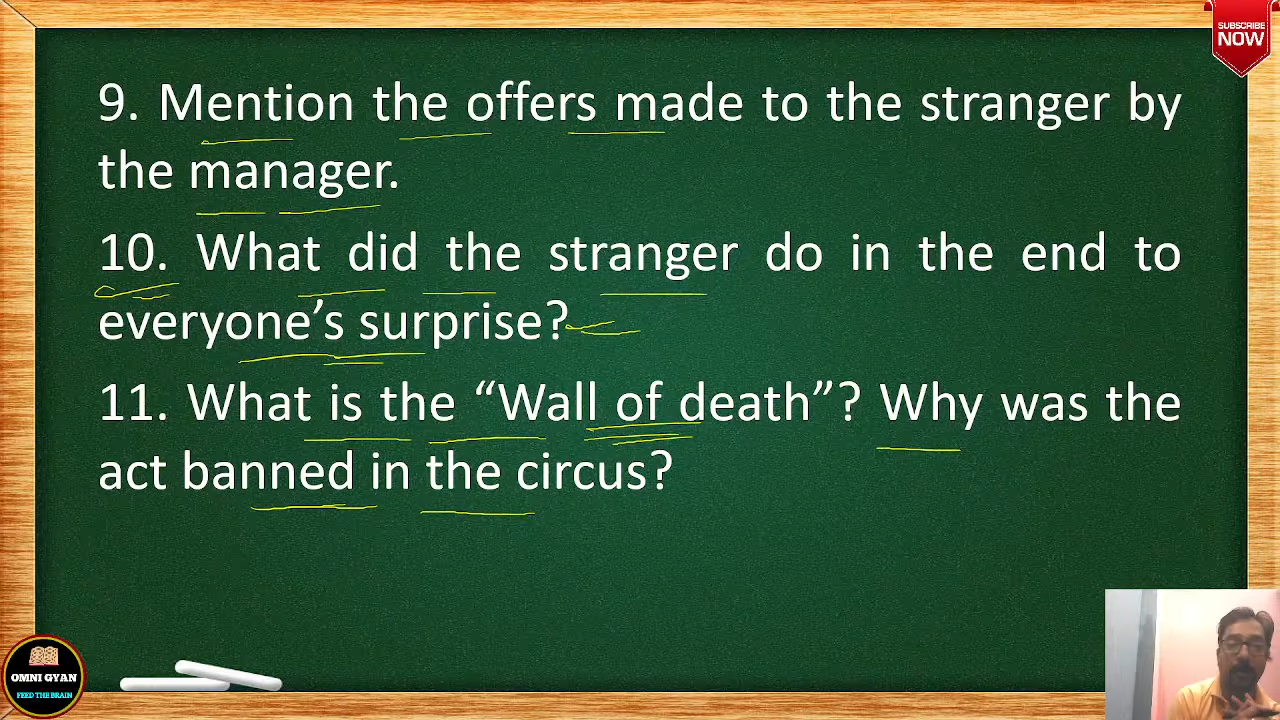 SUBSCRIBE
NOW
9. Mention the offers made to the stranger by
the manager.
10. What did the stranger do in the end to
everyone’s surprise?
11. What is the “Wall of death”? Why was the
act banned in the circus?
OMNI GYAN
FEED THE BRAIN